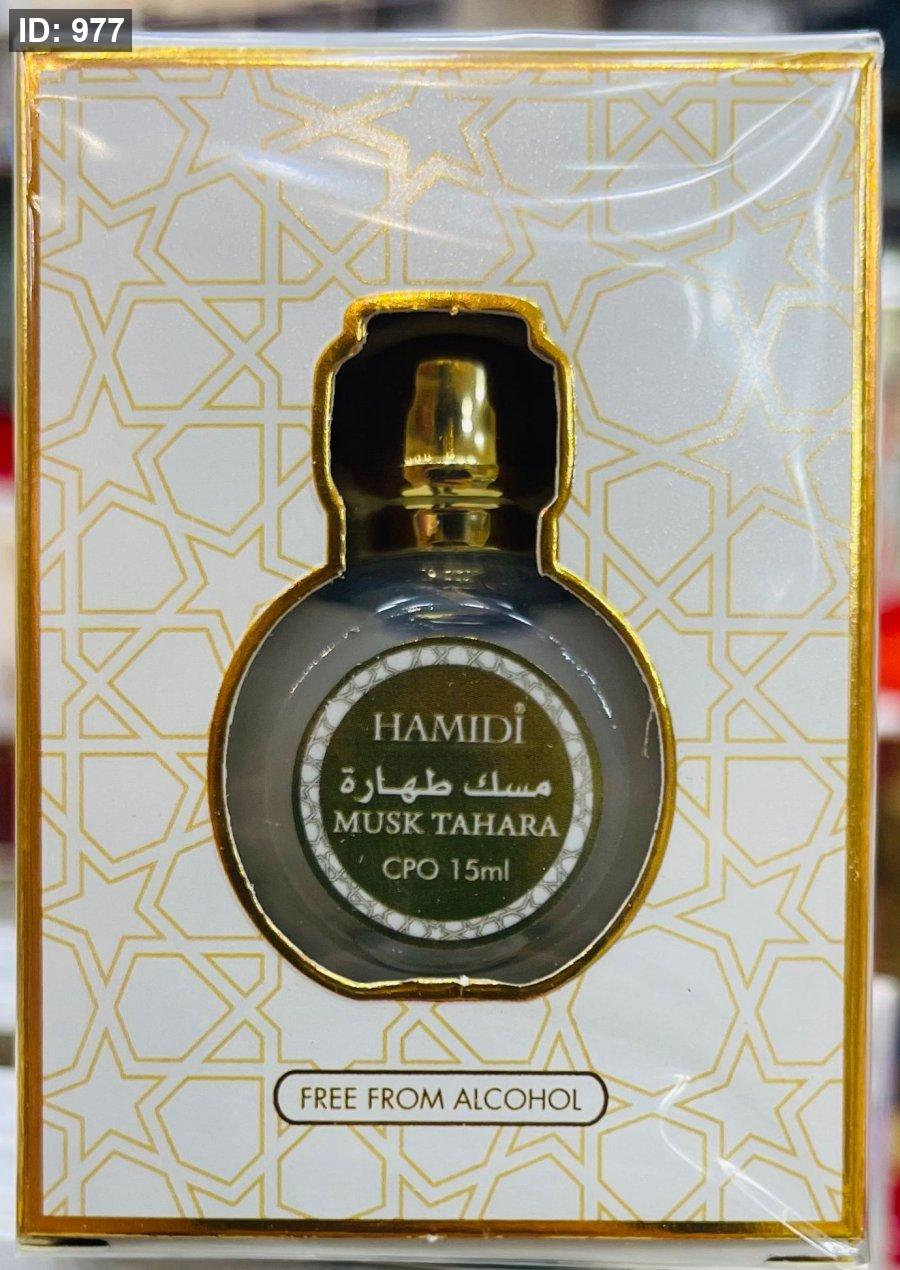 ID: 977
HAMIDI
مسك طهارة
MUSK TAHARA
CPO 15ml
FREE FROM ALCOHOL